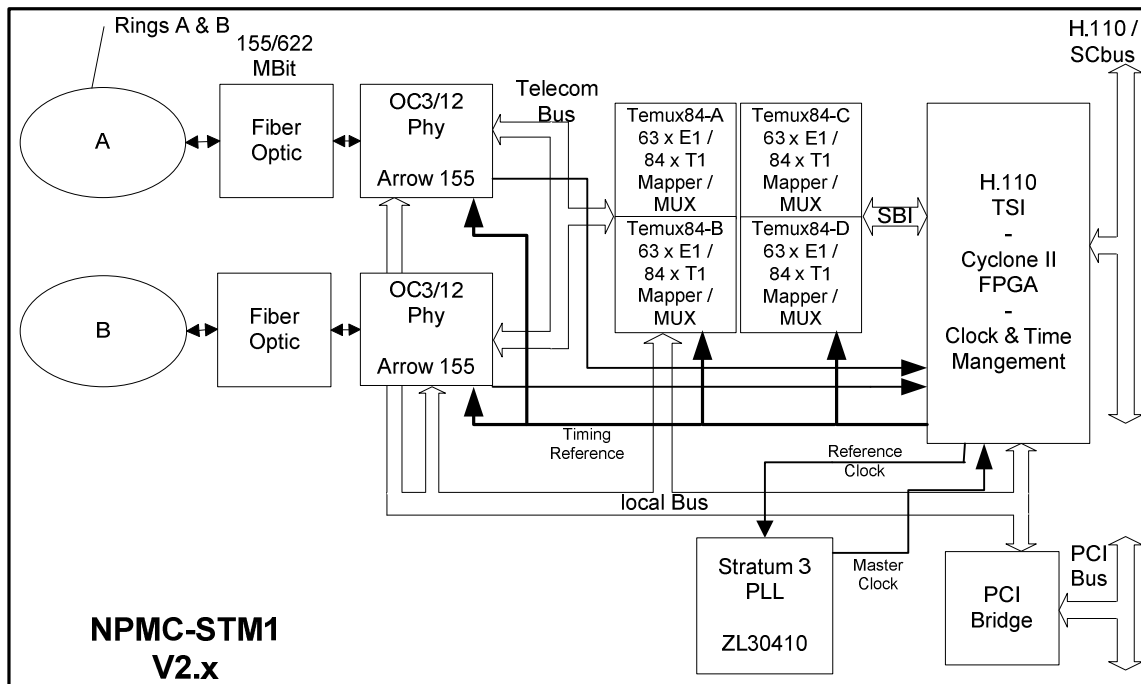 Rings A & B
A
B
155/622
MBit
Fiber
Optic
Fiber
Optic
OC3/12
Phy
Arrow 155
OC3/12
Phy
Arrow 155
Telecom
Bus
Temux84-A
63 x E1 /
84 x T1
Mapper /
MUX
Temux84-B
63 x E1 /
84 x T1
Mapper /
MUX
Temux84-C
63 x E1 /
84 x T1
Mapper /
MUX
Temux84-D
63 x E1 /
84 x T1
Mapper /
MUX
SBI
H.110
TSI
-
Cyclone II
FPGA
-
Clock & Time
Mangement
H.110 /
SCbus
Timing
Reference
Reference
Clock
local Bus
Stratum 3
PLL
ZL30410
Master
Clock
PCI
Bridge
PCI
Bus
NPMC-STM1
V2.x